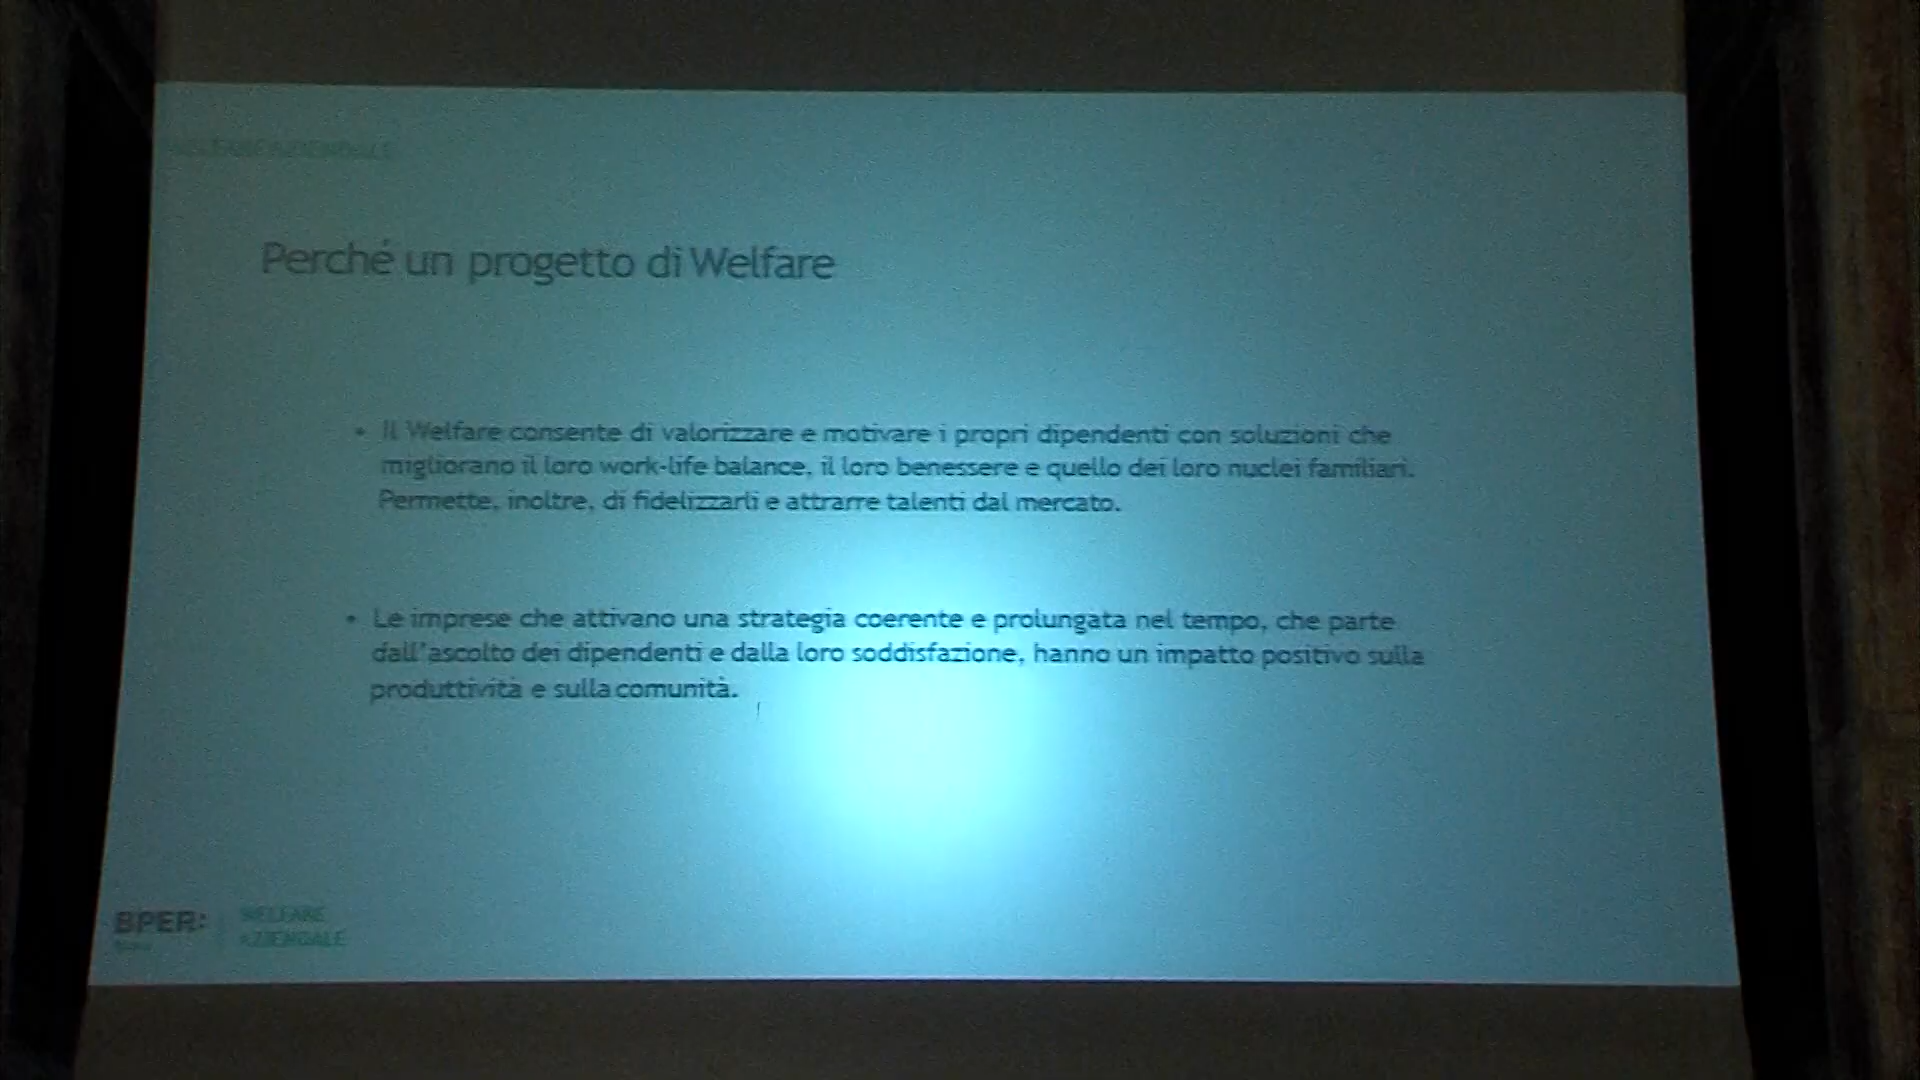 WELFARE AZIENDALE
Perché un progetto di Welfare
• Il Welfare consente di valorizzare e motivare i propri dipendenti con soluzioni che
migliorano il loro work-life balance, il loro benessere e quello dei loro nuclei familiari.
Permette, inoltre, di fidelizzarli e attrarre talenti dal mercato.
• Le imprese che attivano una strategia coerente e prolungata nel tempo, che parte
dall'ascolto dei dipendenti e dalla loro soddisfazione, hanno un impatto positivo sulla
produttività e sulla comunità.
BPER:
WELFARE
AZIENDALE